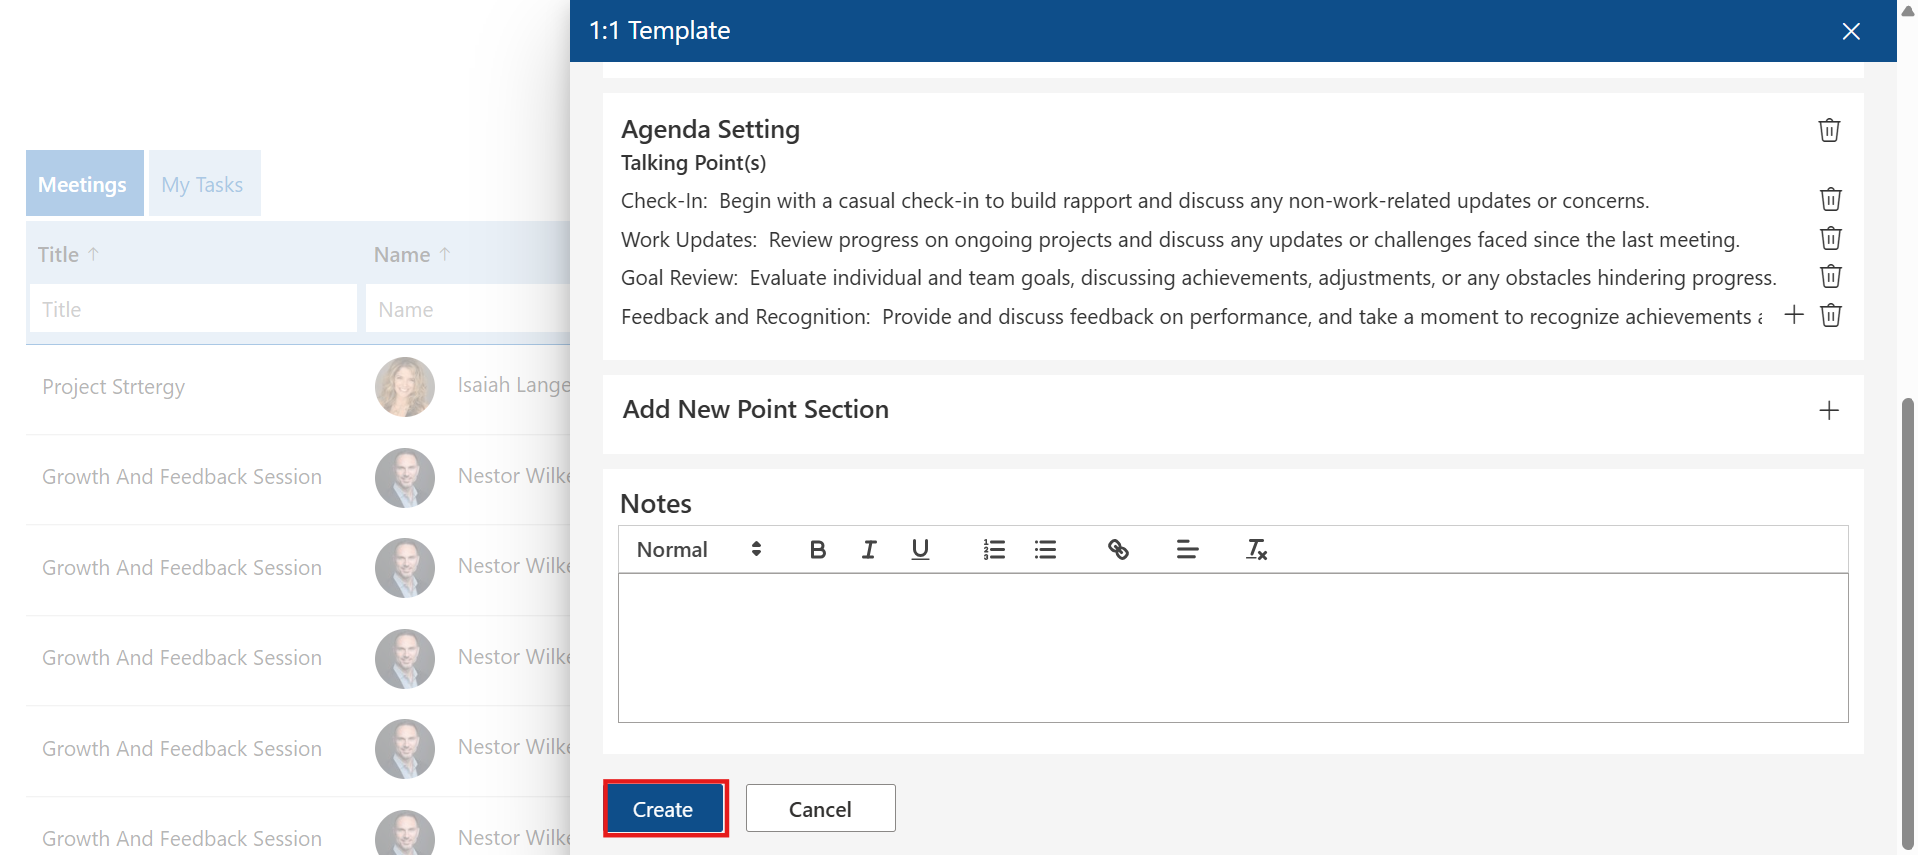 1:1 Template
Meetings
My Tasks
Title ↑
Name ↑
Title
Name
Project Strtergy
Isaiah Lange
Growth And Feedback Session
Nestor Wilke
Growth And Feedback Session
Nestor Wilke
Growth And Feedback Session
Nestor Wilke
Growth And Feedback Session
Nestor Wilke
Growth And Feedback Session
Nestor Wilke
Agenda Setting
Talking Point(s)
Check-In:  Begin with a casual check-in to build rapport and discuss any non-work-related updates or concerns.
Work Updates:  Review progress on ongoing projects and discuss any updates or challenges faced since the last meeting.
Goal Review:  Evaluate individual and team goals, discussing achievements, adjustments, or any obstacles hindering progress.
Feedback and Recognition:  Provide and discuss feedback on performance, and take a moment to recognize achievements
Add New Point Section
Notes
Normal
Create
Cancel